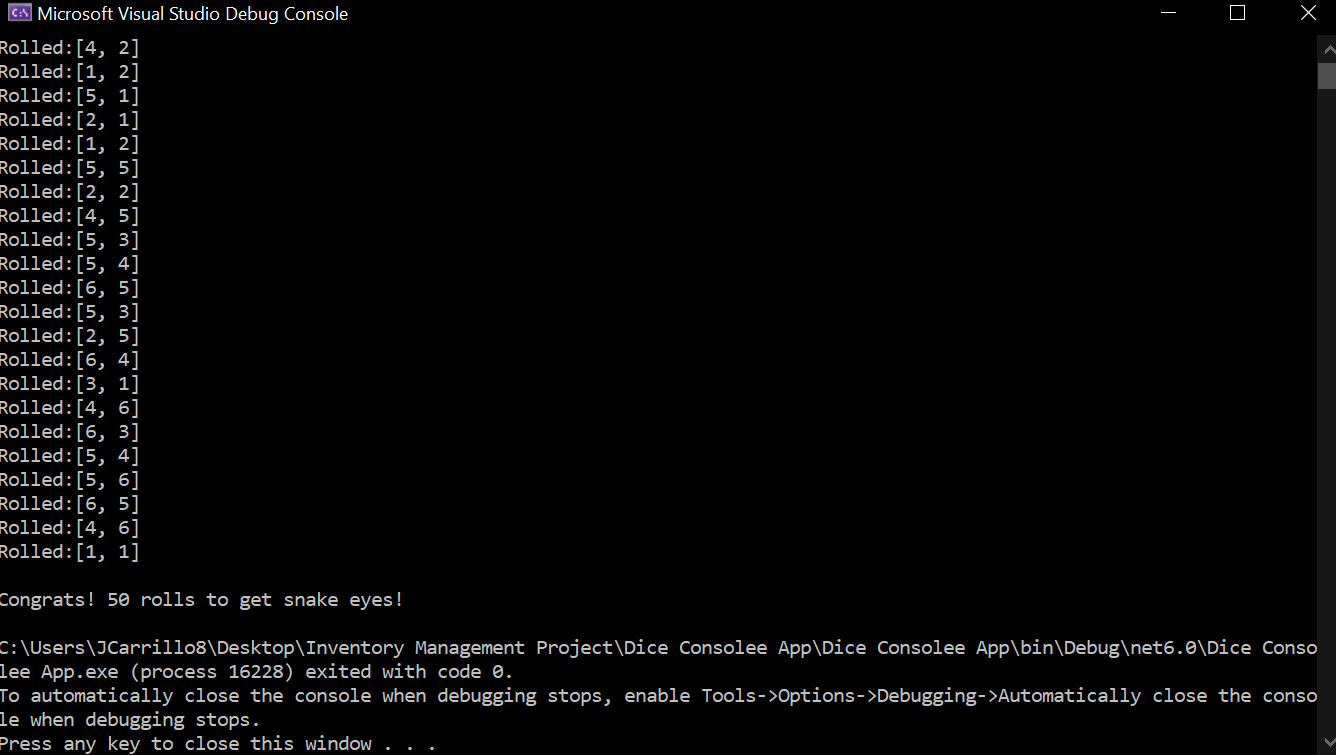 Microsoft Visual Studio Debug Console
Rolled:[4, 2]
Rolled:[1, 2]
Rolled:[5, 1]
Rolled:[2, 1]
Rolled:[1, 2]
Rolled:[5, 5]
Rolled:[2, 2]
Rolled:[4, 5]
Rolled:[5, 3]
Rolled:[5, 4]
Rolled:[6, 5]
Rolled:[5, 3]
Rolled:[2, 5]
Rolled:[6, 4]
Rolled:[3, 1]
Rolled:[4, 6]
Rolled:[6, 3]
Rolled:[5, 4]
Rolled:[5, 6]
Rolled:[6, 5]
Rolled:[4, 6]
Rolled:[1, 1]
Congrats! 50 rolls to get snake eyes!
C:\Users\JCarrillo8\Desktop\Inventory Management Project\Dice Consolee App\Dice Consolee App\bin\Debug\net6.0\Dice Conso
lee App.exe (process 16228) exited with code 0.
To automatically close the console when debugging stops, enable Tools->Options->Debugging->Automatically close the conso
le when debugging stops.
Press any key to close this window . . .